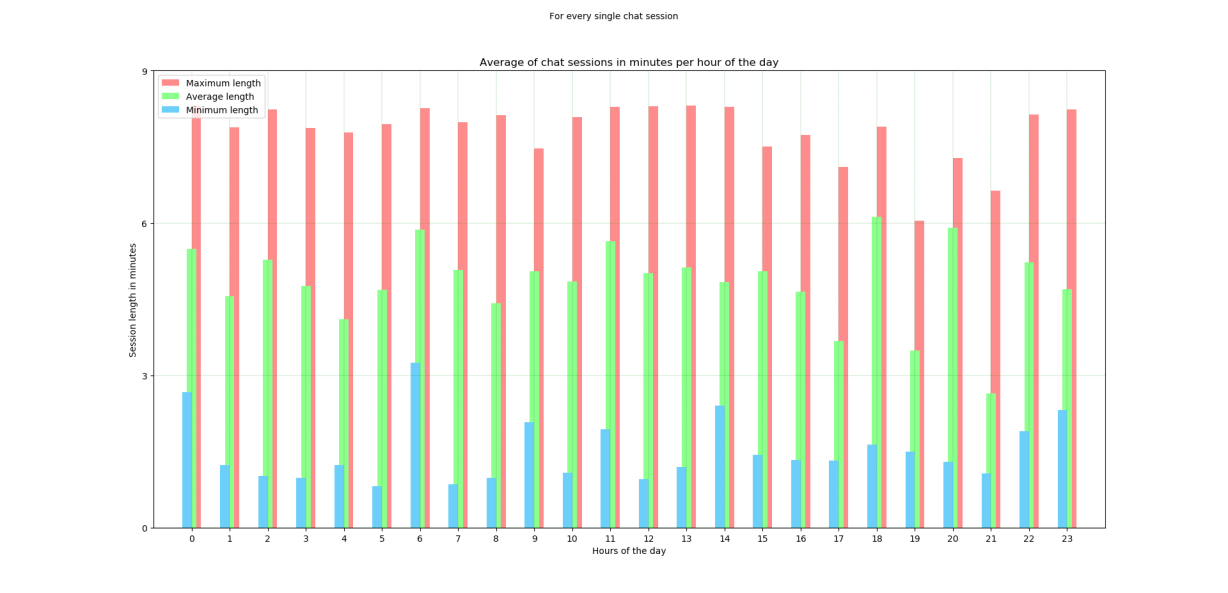 For every single chat session
Average of chat sessions in minutes per hour of the day
Maximum length
Average length
Minimum length
9
6
3
0
Session length in minutes
0 1 2 3 4 5 6 7 8 9 10 11 12 13 14 15 16 17 18 19 20 21 22 23
Hours of the day